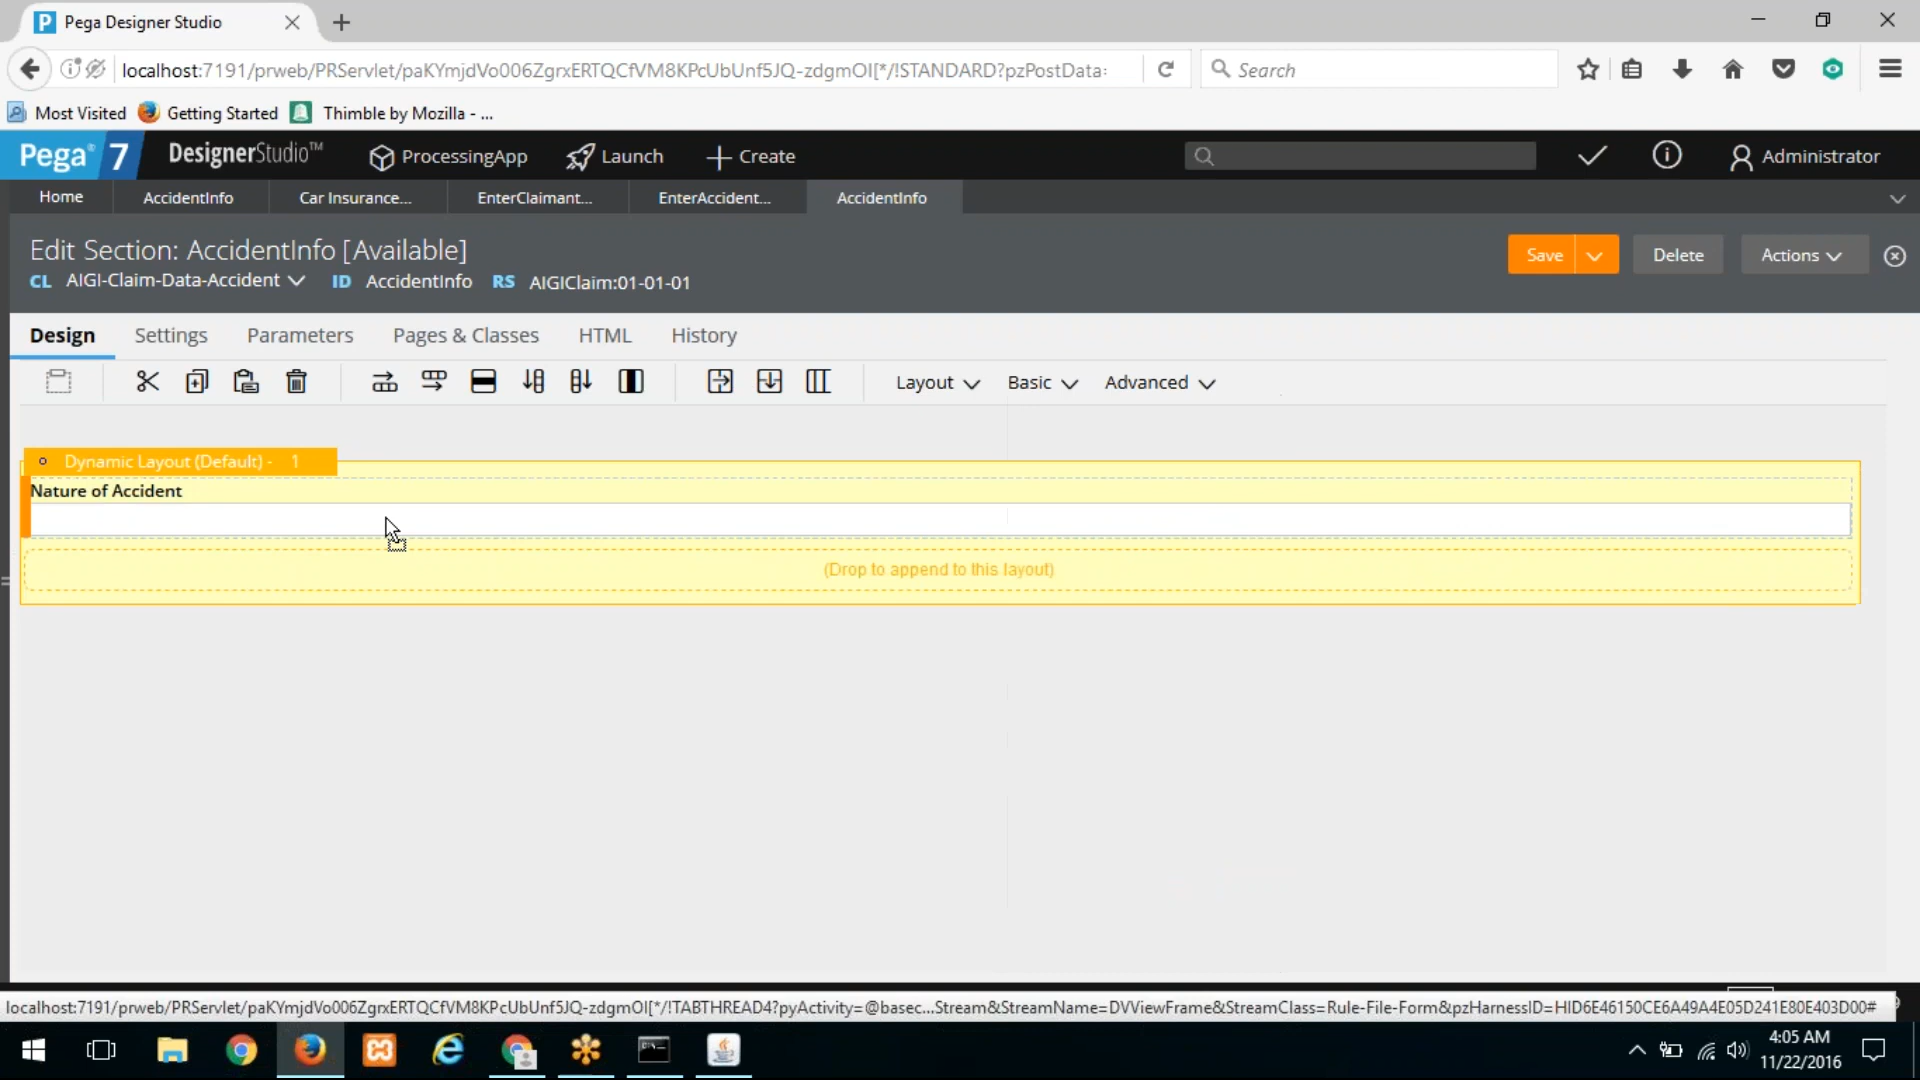 Pega Designer Studio
localhost:7191/prweb/PRServlet/paKYmjdVo006ZgrxERTQCfVM8KPcUbUnf5JQ-zdgmOI[*/!STANDARD?pzPostData:
Search
Most Visited
Getting Started
Thimble by Mozilla - ...
Pega 7
DesignerStudio™
ProcessingApp
Launch
Create
Administrator
Home
AccidentInfo
Car Insurance...
EnterClaimant...
EnterAccident...
AccidentInfo
Edit Section: AccidentInfo [Available]
CL AIGI-Claim-Data-Accident
ID AccidentInfo
RS AIGIClaim:01-01-01
Save
Delete
Actions
Design
Settings
Parameters
Pages & Classes
HTML
History
Layout
Basic
Advanced
Dynamic Layout (Default) - 1
Nature of Accident
(Drop to append to this layout)
localhost:7191/prweb/PRServlet/paKYmjdVo006ZgrxERTQCfVM8KPcUbUnf5JQ-zdgmOI[*/!TABTHREAD4?pyActivity=@basec...Stream&StreamName=DVViewFrame&StreamClass=Rule-File-Form&pzHarnessID=HID6E46150CE6A49A4E05D241E80E403D00#
4:05 AM
11/22/2016